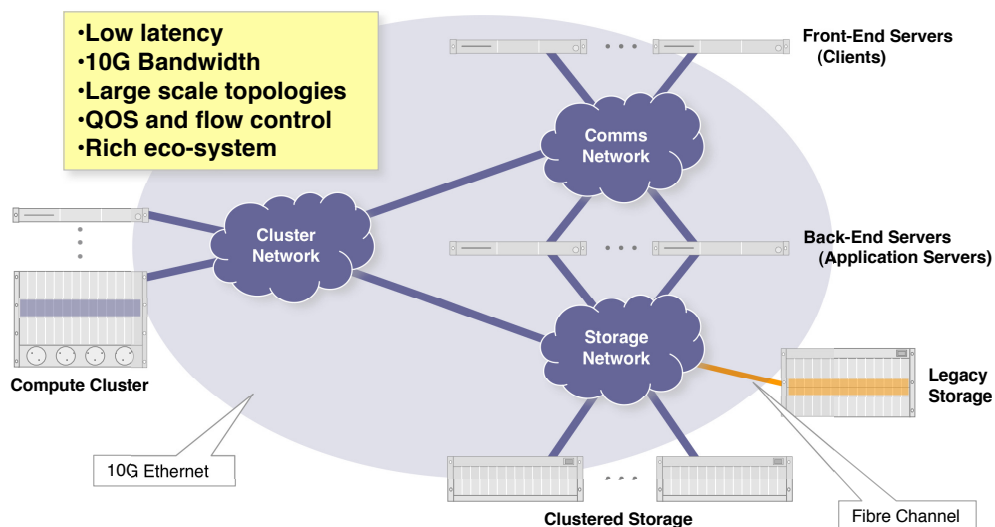 •Low latency
•10G Bandwidth
•Large scale topologies
•QOS and flow control
•Rich eco-system
Front-End Servers
(Clients)
Comms
Network
Cluster
Network
Back-End Servers
(Application Servers)
Storage
Network
Compute Cluster
Legacy
Storage
10G Ethernet
Clustered Storage
Fibre Channel